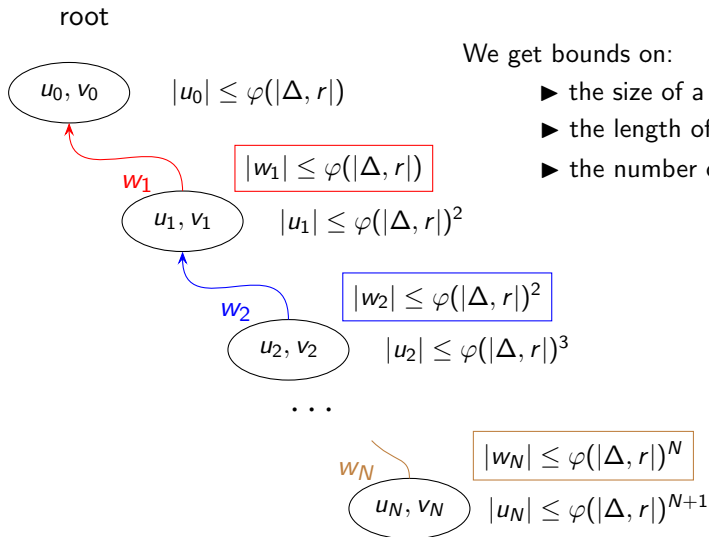 root
We get bounds on:
u₀, v₀ |u₀| ≤ φ(|Δ, r|)
▶ the size of a
▶ the length of
w₁ |w₁| ≤ φ(|Δ, r|)
▶ the number
u₁, v₁ |u₁| ≤ φ(|Δ, r|)²
w₂ |w₂| ≤ φ(|Δ, r|)²
u₂, v₂ |u₂| ≤ φ(|Δ, r|)³
...
w_N |w_N| ≤ φ(|Δ, r|)^N
u_N, v_N |u_N| ≤ φ(|Δ, r|)^{N+1}